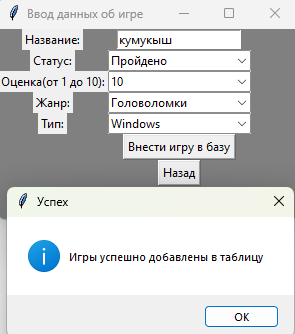 Ввод данных об игре
Название: кумукыш
Статус: Пройдено
Оценка(от 1 до 10): 10
Жанр: Головоломки
Тип: Windows
Внести игру в базу
Назад
Успех
Игры успешно добавлены в таблицу
ОК